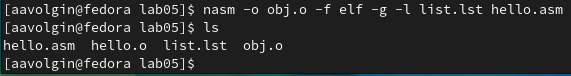 [aavolgin@fedora lab05]$ nasm -o obj.o -f elf -g -l list.lst hello.asm
[aavolgin@fedora lab05]$ ls
hello.asm  hello.o  list.lst  obj.o
[aavolgin@fedora lab05]$